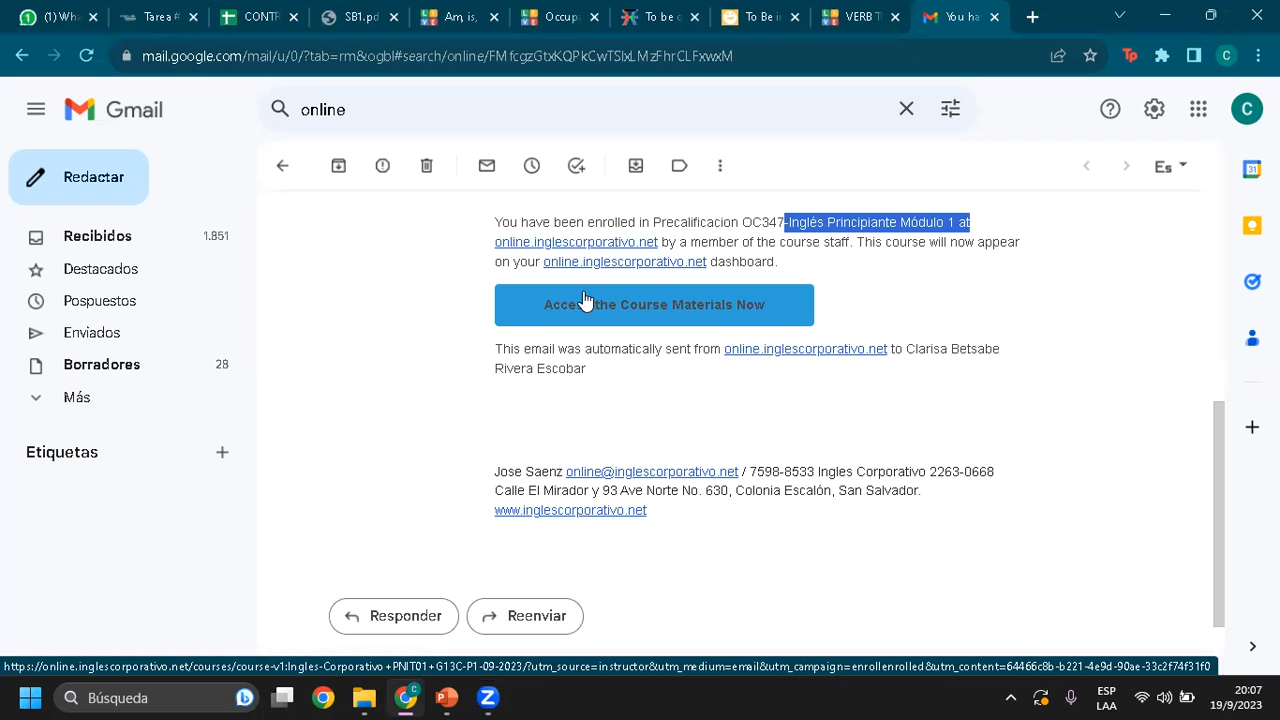 (1) Wha
Tarea #
CONTR
SB1.pd
Am, is,
Occup
To be q
To Be i
VERB T
You ha
mail.google.com/mail/u/0/?tab=rm&ogbl#search/online/FMfcgzGtxKQPkCwTSlxLMzFhrCLFxwxM
Tp
C
Gmail
online
C
Redactar
Es
31
Recibidos 1.851
Destacados
Pospuestos
Enviados
Borradores 28
Más
Etiquetas
You have been enrolled in Precalificacion OC347-Inglés Principiante Módulo 1 at
online.inglescorporativo.net by a member of the course staff. This course will now appear
on your online.inglescorporativo.net dashboard.
Access the Course Materials Now
This email was automatically sent from online.inglescorporativo.net to Clarisa Betsabe
Rivera Escobar
Jose Saenz online@inglescorporativo.net / 7598-8533 Ingles Corporativo 2263-0668
Calle El Mirador y 93 Ave Norte No. 630, Colonia Escalón, San Salvador.
www.inglescorporativo.net
Responder
Reenviar
https://online.inglescorporativo.net/courses/course-v1:Ingles-Corporativo+PNIT01+G13C-P1-09-2023/?utm_source=instructor&utm_medium=email&utm_campaign=enrollenrolled&utm_content=64466c8b-b221-4e9d-90ae-33c2f74f31f0
Búsqueda
ESP
LAA
20:07
19/9/2023